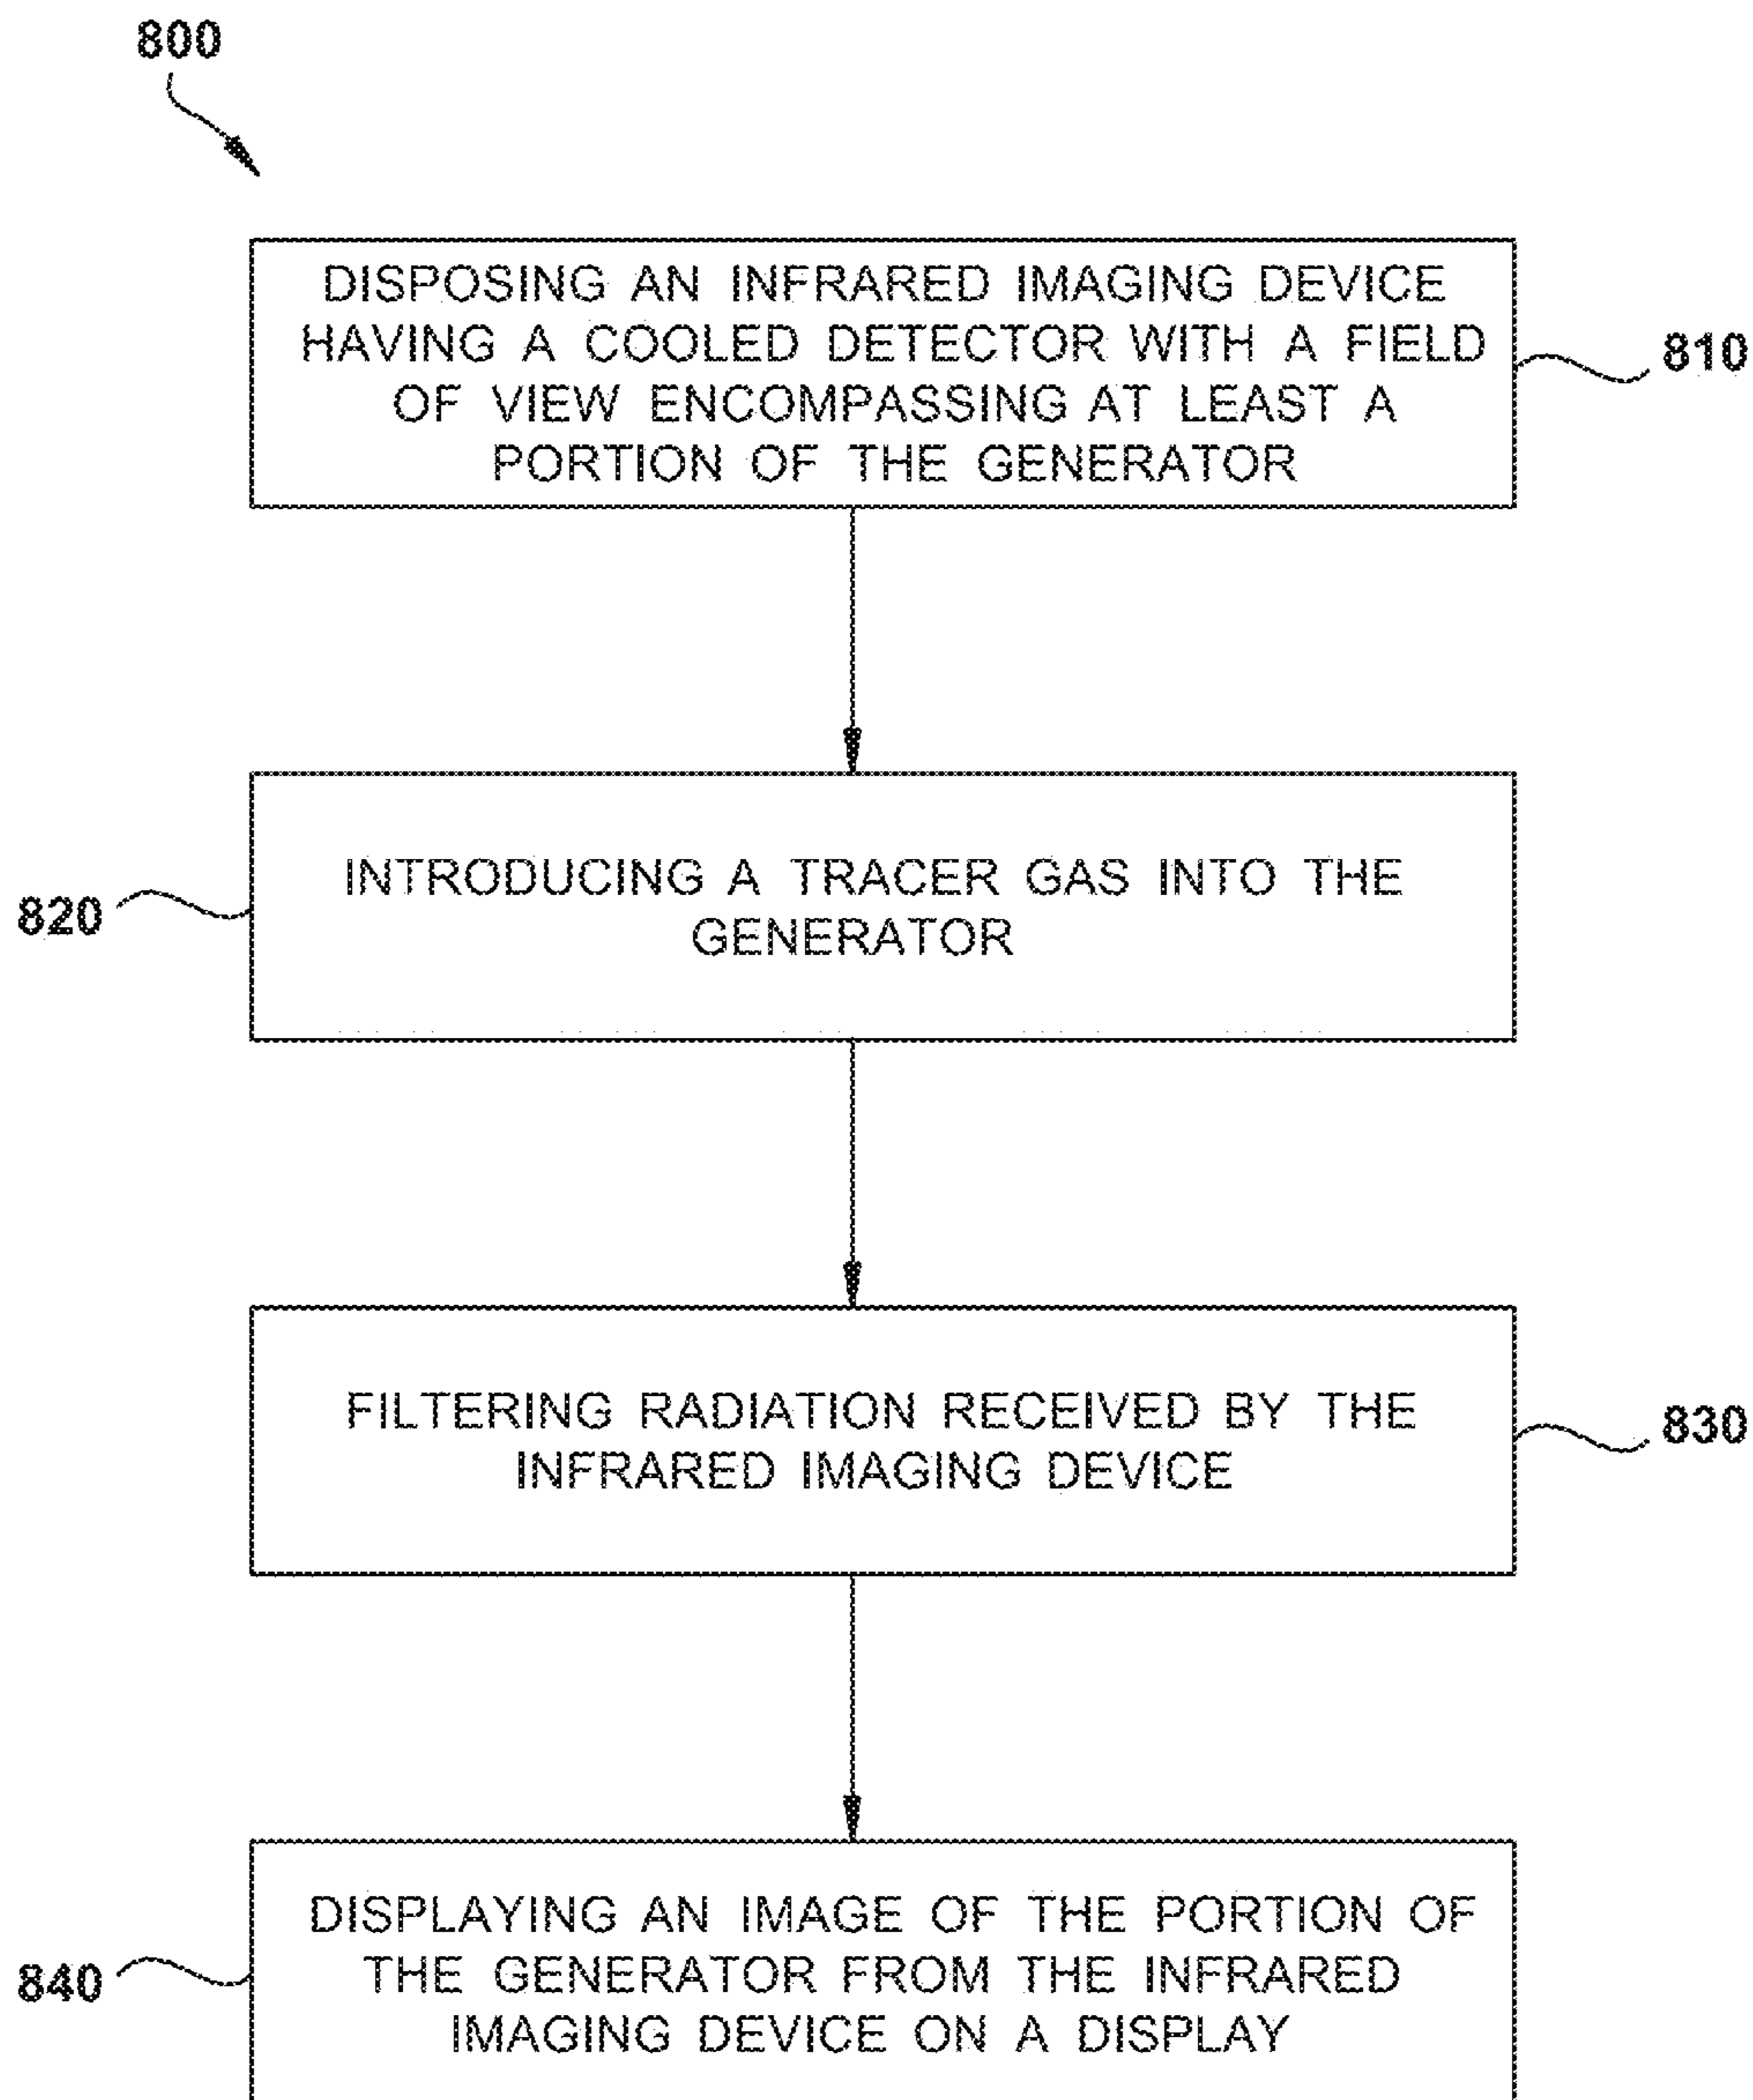 800
DISPOSING AN INFRARED IMAGING DEVICE
HAVING A COOLED DETECTOR WITH A FIELD
OF VIEW ENCOMPASSING AT LEAST A
PORTION OF THE GENERATOR
810
INTRODUCING A TRACER GAS INTO THE
GENERATOR
820
FILTERING RADIATION RECEIVED BY THE
INFRARED IMAGING DEVICE
830
DISPLAYING AN IMAGE OF THE PORTION OF
THE GENERATOR FROM THE INFRARED
IMAGING DEVICE ON A DISPLAY
840